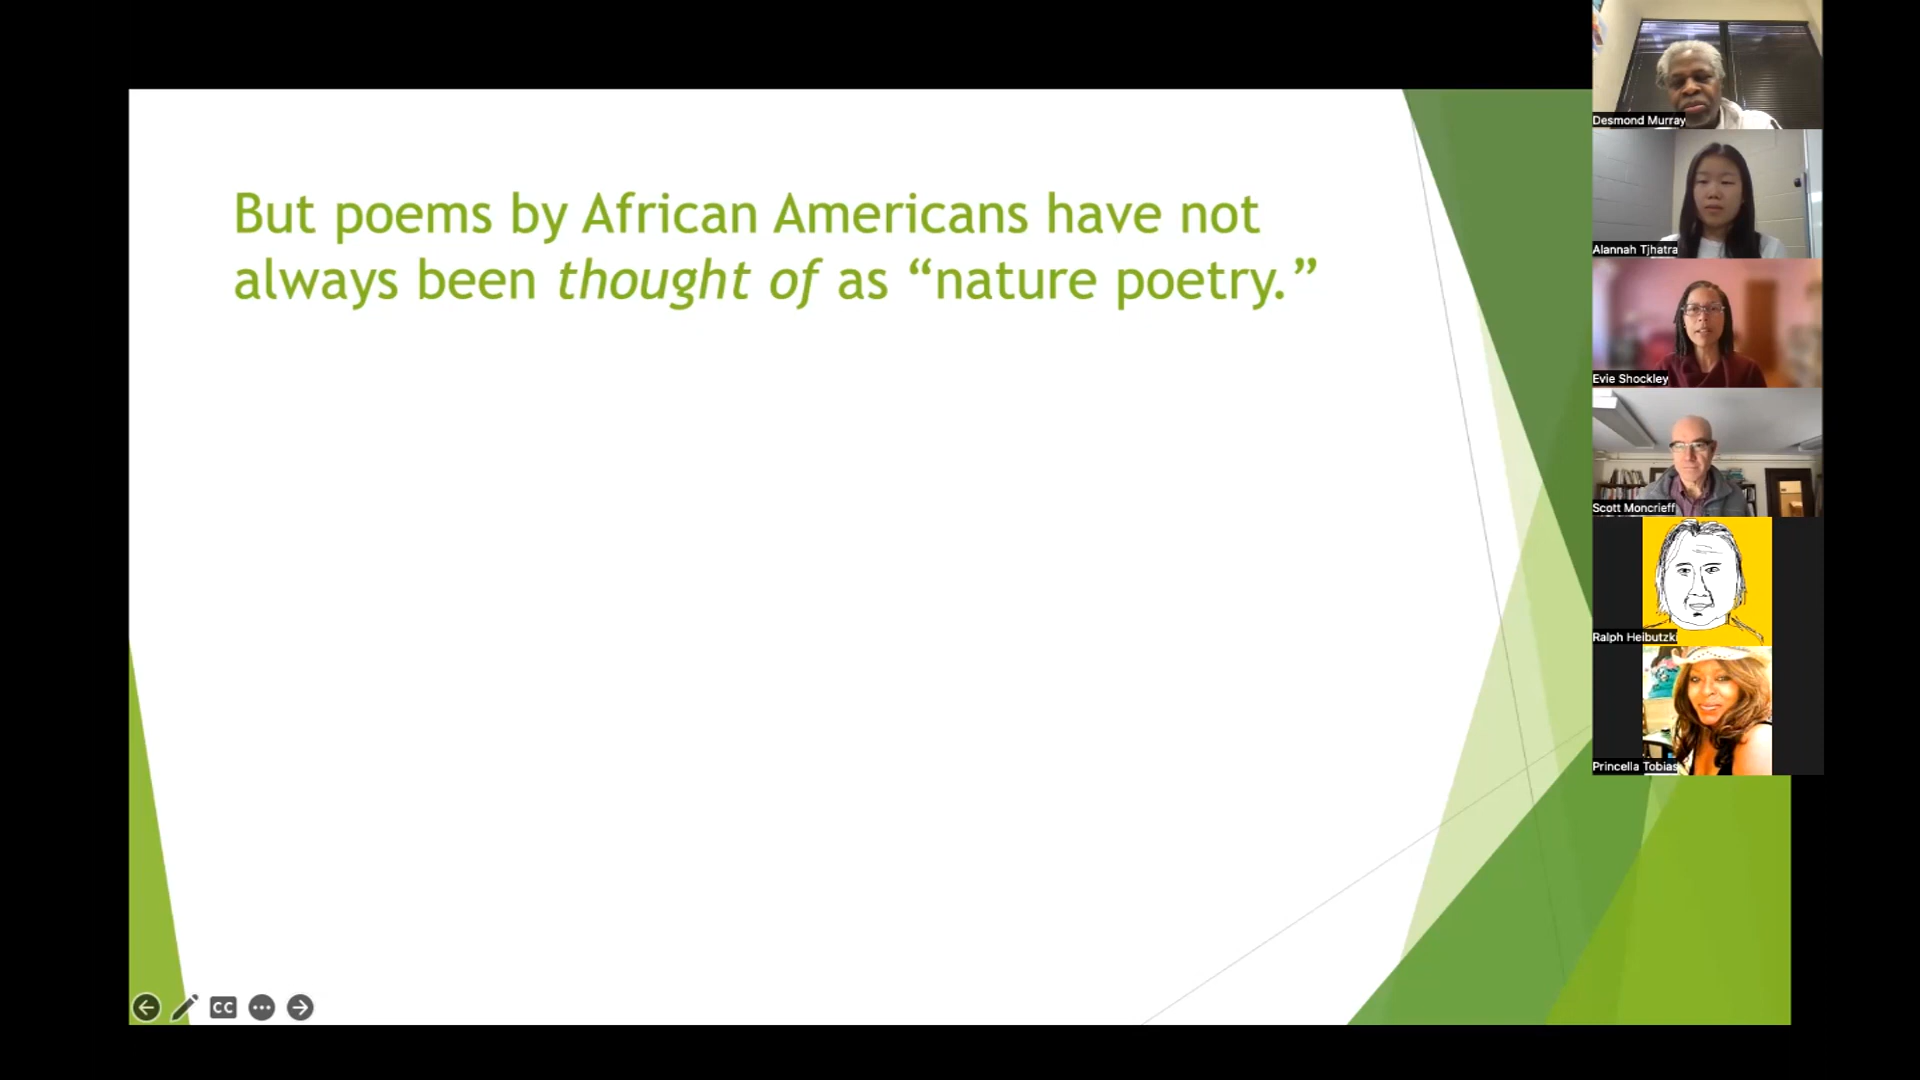 But poems by African Americans have not
always been thought of as “nature poetry.”
Desmond Murray
Alannah Tjhatra
Evie Shockley
Scott Moncrieff
Ralph Heibutzki
Princella Tobias
CC